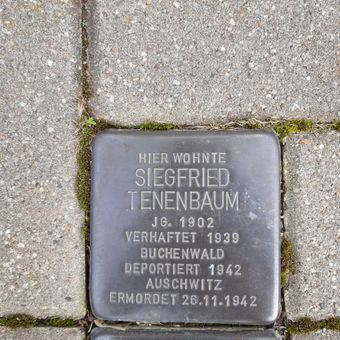 HIER WOHNTE
SIEGFRIED
TENENBAUM
JG. 1902
VERHAFTET 1939
BUCHENWALD
DEPORTIERT 1942
AUSCHWITZ
ERMORDET 26.11.1942